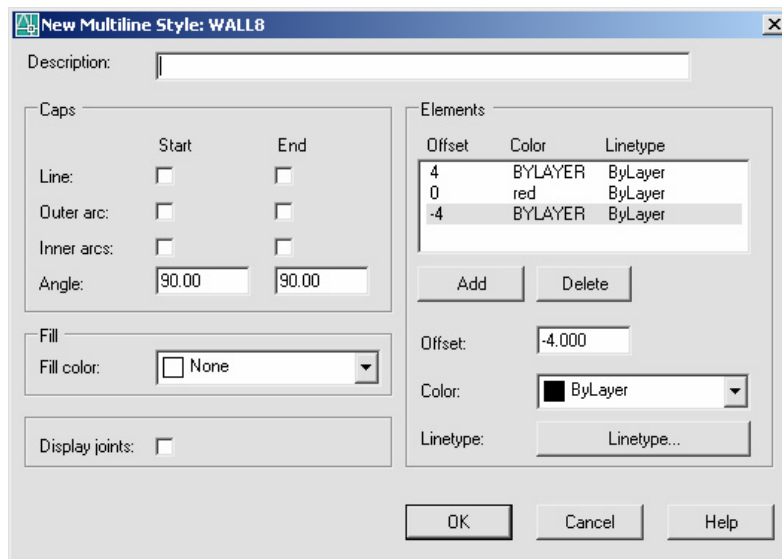 New Multiline Style: WALL8
Description:
Caps
Start End
Line:
Outer arc:
Inner arcs:
Angle: 90.00 90.00
Fill
Fill color: None
Display joints:
Elements
Offset Color Linetype
4 BYLAYER ByLayer
0 red ByLayer
-4 BYLAYER ByLayer
Add Delete
Offset: -4.000
Color: ByLayer
Linetype: Linetype...
OK Cancel Help